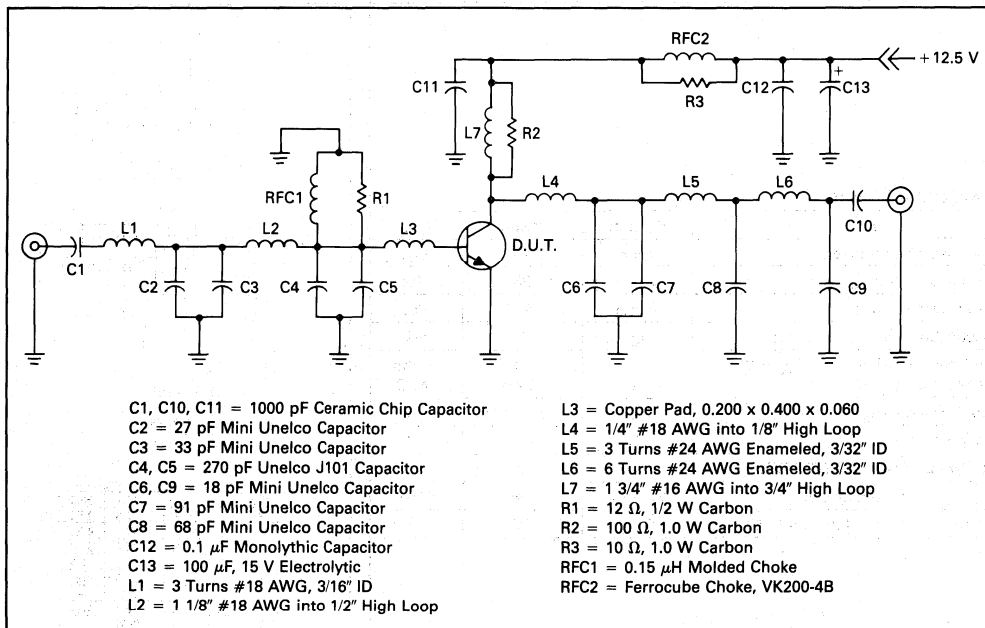 RFC2
+ 12.5 V
C11
R3
C12
+
C13
L7
R2
RFC1
R1
L4
L5
L6
L1
L2
L3
D.U.T.
C10
C1
C2
C3
C4
C5
C6
C7
C8
C9
C1, C10, C11 = 1000 pF Ceramic Chip Capacitor
C2 = 27 pF Mini Unelco Capacitor
C3 = 33 pF Mini Unelco Capacitor
C4, C5 = 270 pF Unelco J101 Capacitor
C6, C9 = 18 pF Mini Unelco Capacitor
C7 = 91 pF Mini Unelco Capacitor
C8 = 68 pF Mini Unelco Capacitor
C12 = 0.1 μF Monolythic Capacitor
C13 = 100 μF, 15 V Electrolytic
L1 = 3 Turns #18 AWG, 3/16" ID
L2 = 1 1/8" #18 AWG into 1/2" High Loop
L3 = Copper Pad, 0.200 x 0.400 x 0.060
L4 = 1/4" #18 AWG into 1/8" High Loop
L5 = 3 Turns #24 AWG Enameled, 3/32" ID
L6 = 6 Turns #24 AWG Enameled, 3/32" ID
L7 = 1 3/4" #16 AWG into 3/4" High Loop
R1 = 12 Ω, 1/2 W Carbon
R2 = 100 Ω, 1.0 W Carbon
R3 = 10 Ω, 1.0 W Carbon
RFC1 = 0.15 μH Molded Choke
RFC2 = Ferrocube Choke, VK200-4B